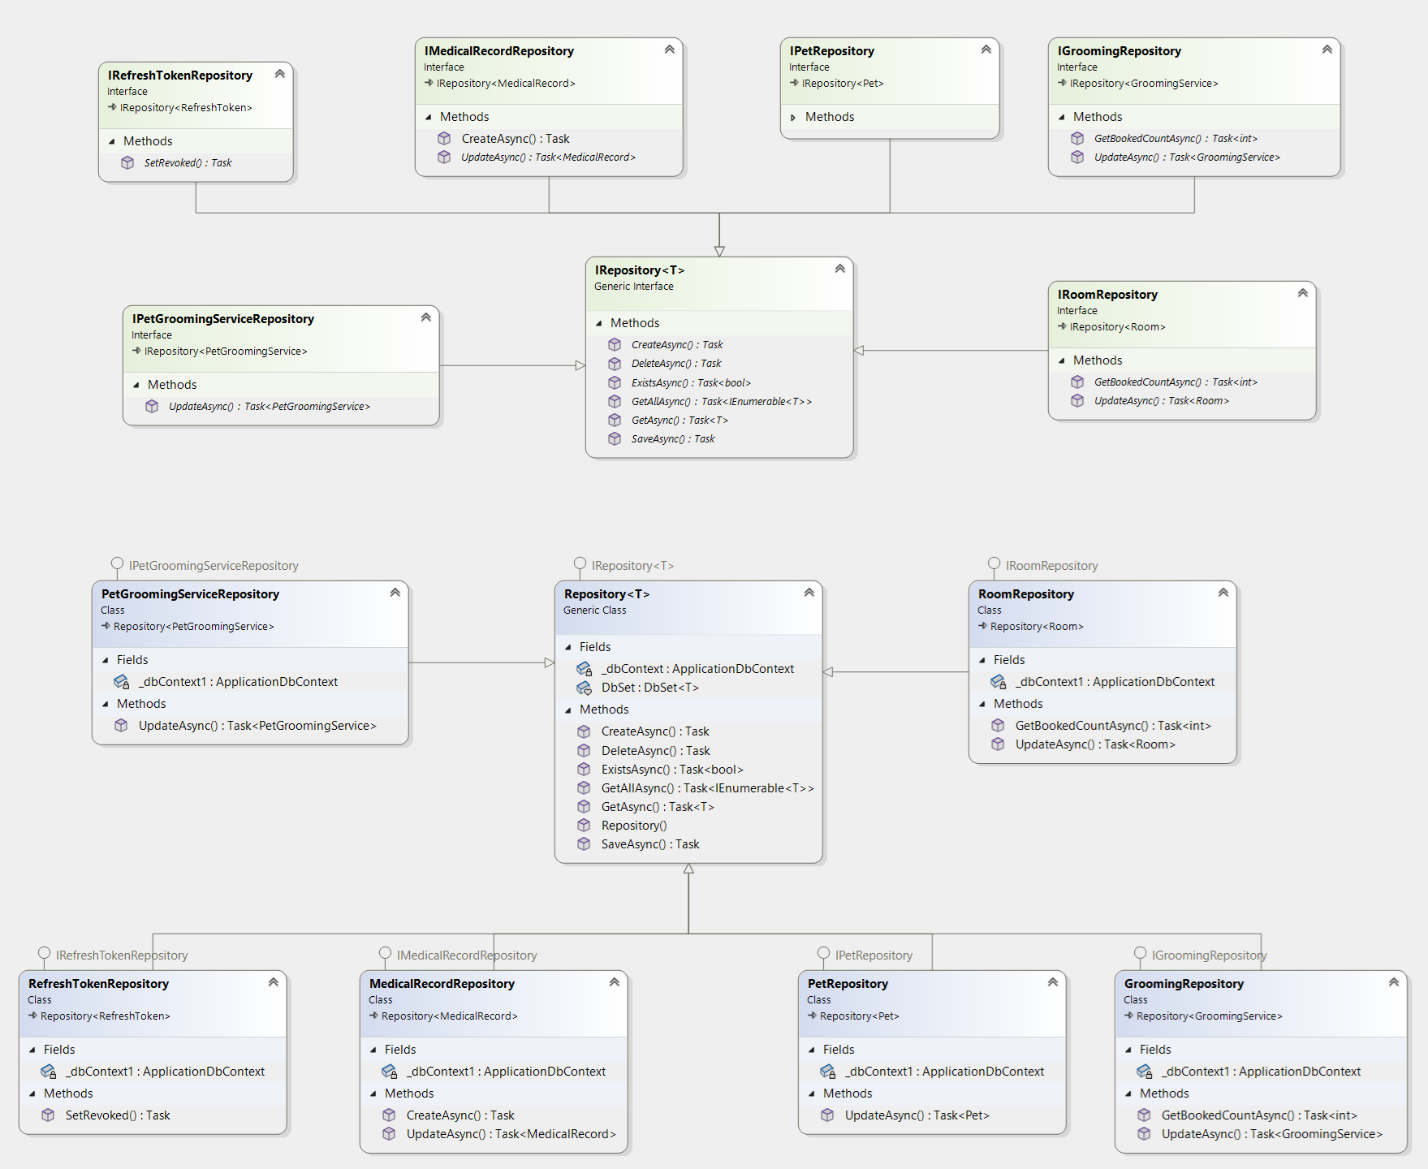 IRefreshTokenRepository
Interface
IRepository<RefreshToken>
Methods
SetRevoked() : Task
IMedicalRecordRepository
Interface
IRepository<MedicalRecord>
Methods
CreateAsync() : Task
UpdateAsync() : Task<MedicalRecord>
IPetRepository
Interface
IRepository<Pet>
Methods
IGroomingRepository
Interface
IRepository<GroomingService>
Methods
GetBookedCountAsync() : Task<int>
UpdateAsync() : Task<GroomingService>
IPetGroomingServiceRepository
Interface
IRepository<PetGroomingService>
Methods
UpdateAsync() : Task<PetGroomingService>
IRepository<T>
Generic Interface
Methods
CreateAsync() : Task
DeleteAsync() : Task
ExistsAsync() : Task<bool>
GetAllAsync() : Task<IEnumerable<T>>
GetAsync() : Task<T>
SaveAsync() : Task
IRoomRepository
Interface
IRepository<Room>
Methods
GetBookedCountAsync() : Task<int>
UpdateAsync() : Task<Room>
IPetGroomingServiceRepository
PetGroomingServiceRepository
Class
Repository<PetGroomingService>
Fields
_dbContext1 : ApplicationDbContext
Methods
UpdateAsync() : Task<PetGroomingService>
IRepository<T>
Repository<T>
Generic Class
Fields
_dbContext : ApplicationDbContext
DbSet : DbSet<T>
Methods
CreateAsync() : Task
DeleteAsync() : Task
ExistsAsync() : Task<bool>
GetAllAsync() : Task<IEnumerable<T>>
GetAsync() : Task<T>
Repository()
SaveAsync() : Task
IRoomRepository
RoomRepository
Class
Repository<Room>
Fields
_dbContext1 : ApplicationDbContext
Methods
GetBookedCountAsync() : Task<int>
UpdateAsync() : Task<Room>
IRefreshTokenRepository
RefreshTokenRepository
Class
Repository<RefreshToken>
Fields
_dbContext1 : ApplicationDbContext
Methods
SetRevoked() : Task
IMedicalRecordRepository
MedicalRecordRepository
Class
Repository<MedicalRecord>
Fields
_dbContext1 : ApplicationDbContext
Methods
CreateAsync() : Task
UpdateAsync() : Task<MedicalRecord>
IPetRepository
PetRepository
Class
Repository<Pet>
Fields
_dbContext1 : ApplicationDbContext
Methods
UpdateAsync() : Task<Pet>
IGroomingRepository
GroomingRepository
Class
Repository<GroomingService>
Fields
_dbContext1 : ApplicationDbContext
Methods
GetBookedCountAsync() : Task<int>
UpdateAsync() : Task<GroomingService>